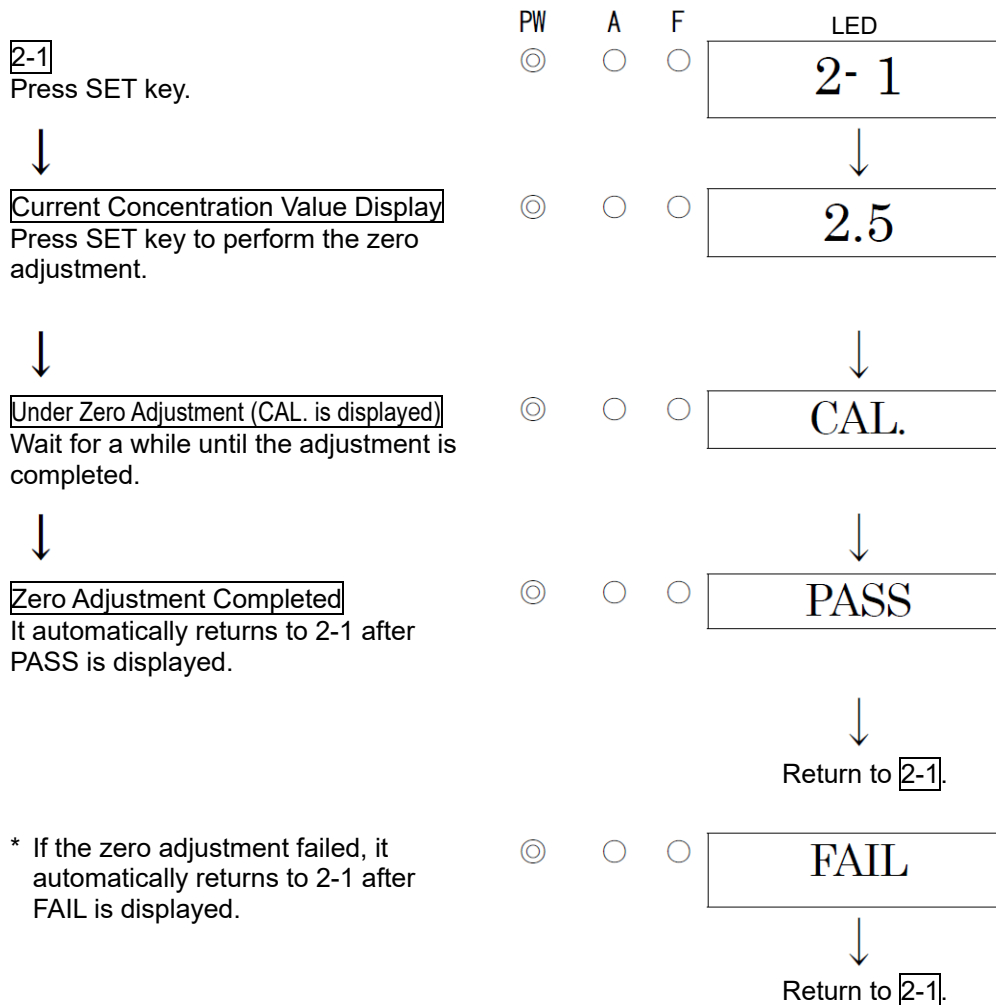 PW A F LED
2-1
Press SET key.
2- 1
Current Concentration Value Display
Press SET key to perform the zero
adjustment.
2.5
Under Zero Adjustment (CAL. is displayed)
Wait for a while until the adjustment is
completed.
CAL.
Zero Adjustment Completed
It automatically returns to 2-1 after
PASS is displayed.
PASS
Return to 2-1.
* If the zero adjustment failed, it
automatically returns to 2-1 after
FAIL is displayed.
FAIL
Return to 2-1.